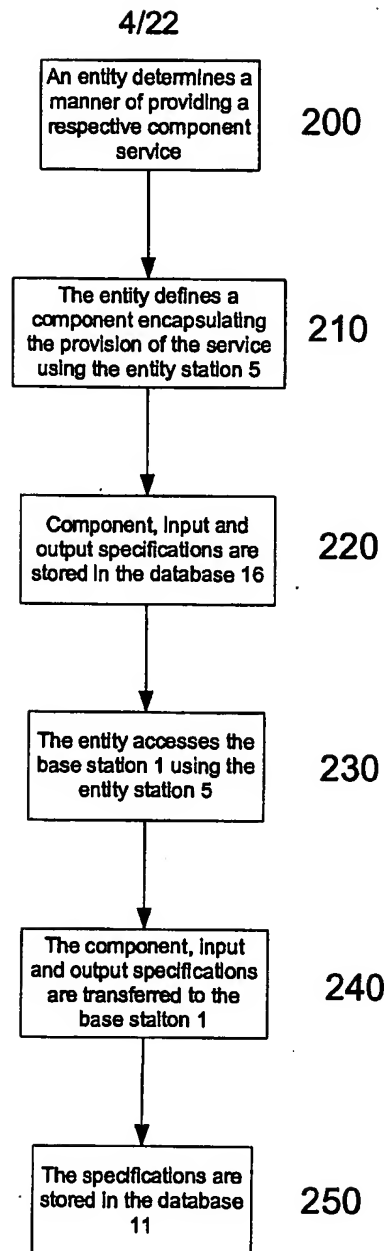 4/22
An entity determines a
manner of providing a
respective component
service
200
The entity defines a
component encapsulating
the provision of the service
using the entity station 5
210
Component, Input and
output specifications are
stored in the database 16
220
The entity accesses the
base station 1 using the
entity station 5
230
The component, input
and output specifications
are transferred to the
base staiton 1
240
The specifications are
stored in the database
11
250